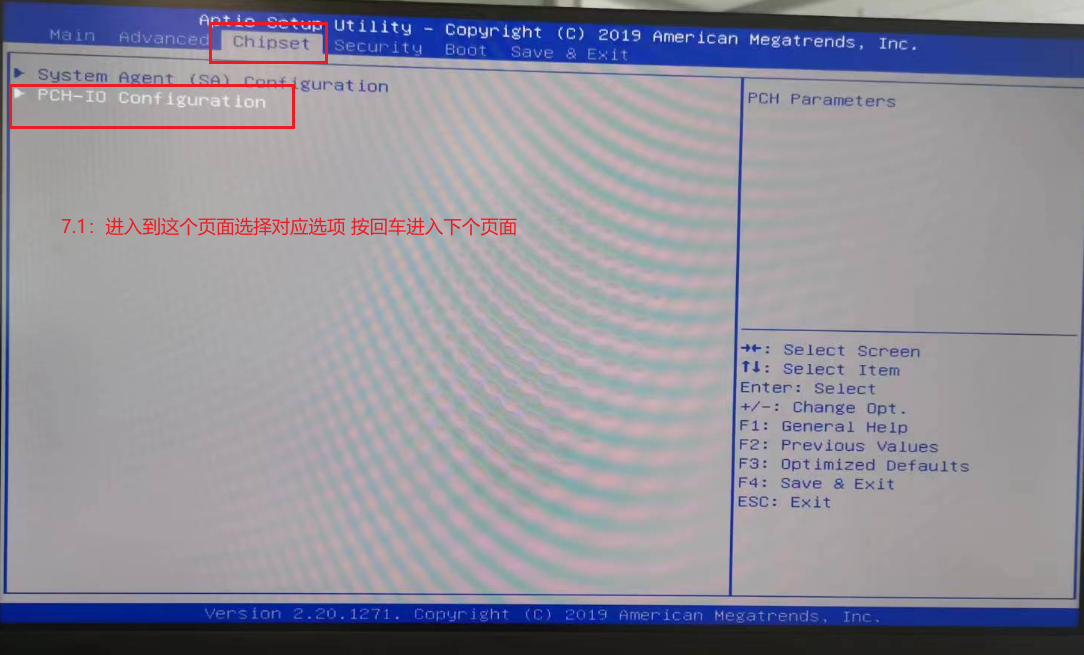 Aptio Setup Utility - Copyright (C) 2019 American Megatrends, Inc.
Main Advanced Chipset Security Boot Save & Exit
System Agent (SA) Configuration
PCH-IO Configuration
PCH Parameters
7.1：进入到这个页面选择对应选项 按回车进入下个页面
→←: Select Screen
↑↓: Select Item
Enter: Select
+/-: Change Opt.
F1: General Help
F2: Previous Values
F3: Optimized Defaults
F4: Save & Exit
ESC: Exit
Version 2.20.1271. Copyright (C) 2019 American Megatrends, Inc.